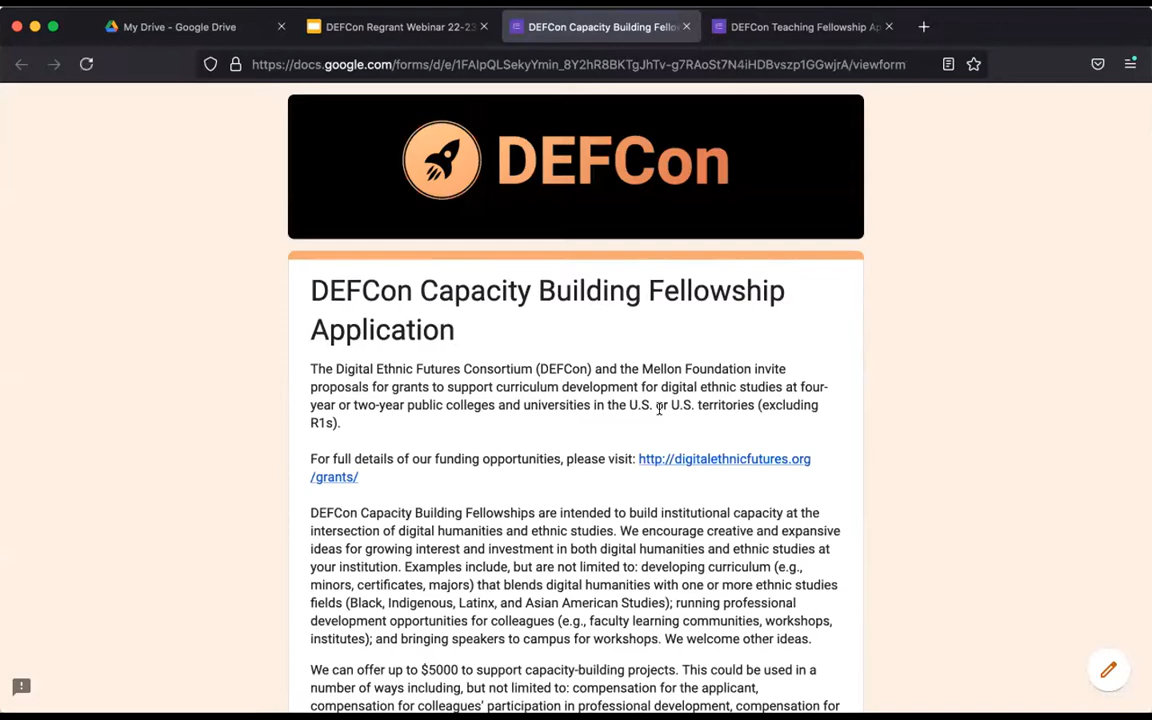 My Drive - Google Drive
DEFCon Regrant Webinar 22-23
DEFCon Capacity Building Fello
DEFCon Teaching Fellowship Ap
https://docs.google.com/forms/d/e/1FAIpQLSekyYmin_8Y2hR8BKTgJhTv-g7RAoSt7N4iHDBvszp1GGwjrA/viewform
DEFCon
DEFCon Capacity Building Fellowship
Application
The Digital Ethnic Futures Consortium (DEFCon) and the Mellon Foundation invite
proposals for grants to support curriculum development for digital ethnic studies at four-
year or two-year public colleges and universities in the U.S. or U.S. territories (excluding
R1s).
For full details of our funding opportunities, please visit: http://digitalethnicfutures.org
/grants/
DEFCon Capacity Building Fellowships are intended to build institutional capacity at the
intersection of digital humanities and ethnic studies. We encourage creative and expansive
ideas for growing interest and investment in both digital humanities and ethnic studies at
your institution. Examples include, but are not limited to: developing curriculum (e.g.,
minors, certificates, majors) that blends digital humanities with one or more ethnic studies
fields (Black, Indigenous, Latinx, and Asian American Studies); running professional
development opportunities for colleagues (e.g., faculty learning communities, workshops,
institutes); and bringing speakers to campus for workshops. We welcome other ideas.
We can offer up to $5000 to support capacity-building projects. This could be used in a
number of ways including, but not limited to: compensation for the applicant,
compensation for colleagues' participation in professional development, compensation for